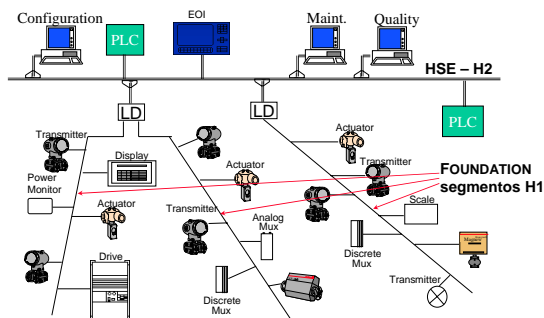 Configuration
PLC
EOI
Maint.
Quality
HSE – H2
LD
LD
PLC
Transmitter
Display
Power
Monitor
Actuator
Drive
Actuator
Transmitter
Analog
Mux
Discrete
Mux
Actuator
Transmitter
FOUNDATION
segmentos H1
Scale
Discrete
Mux
Transmitter